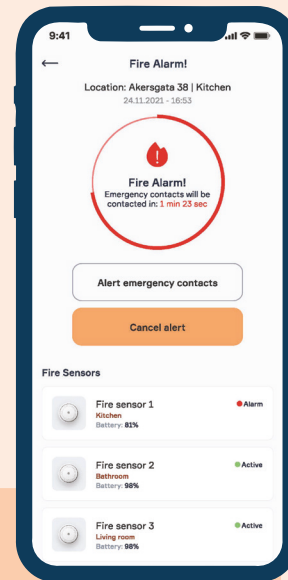 9:41
Fire Alarm!
Location: Akersgata 38 | Kitchen
24.11.2021 - 16:53
Fire Alarm!
Emergency contacts will be
contacted in: 1 min 23 sec
Alert emergency contacts
Cancel alert
Fire Sensors
Fire sensor 1
Alarm
Kitchen
Battery: 81%
Fire sensor 2
Active
Bathroom
Battery: 98%
Fire sensor 3
Active
Living room
Battery: 98%